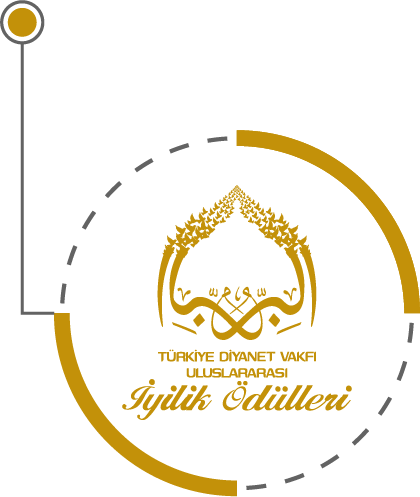 TÜRKİYE DİYANET VAKFI
ULUSLARARASI
İyilik Ödülleri